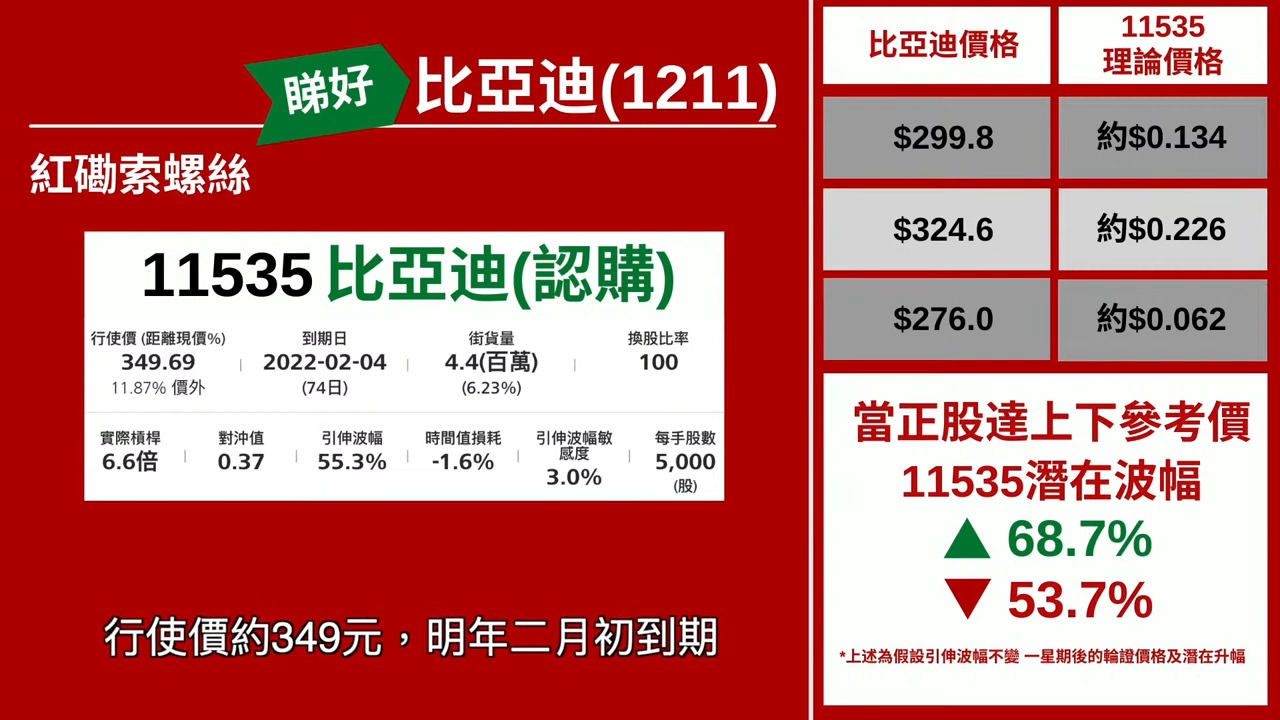 睇好 比亞迪(1211)
紅磡索螺絲
11535 比亞迪(認購)
行使價 (距離現價%) 到期日 街貨量 換股比率
349.69 2022-02-04 4.4(百萬) 100
11.87% 價外 (74日) (6.23%)
實際槓桿 對沖值 引伸波幅 時間值損耗 引伸波幅敏感度 每手股數
6.6倍 0.37 55.3% -1.6% 3.0% 5,000
(股)
行使價約349元，明年二月初到期
比亞迪價格 11535
理論價格
$299.8 約$0.134
$324.6 約$0.226
$276.0 約$0.062
當正股達上下參考價
11535潛在波幅
▲ 68.7%
▼ 53.7%
*上述為假設引伸波幅不變 一星期後的輪證價格及潛在升幅